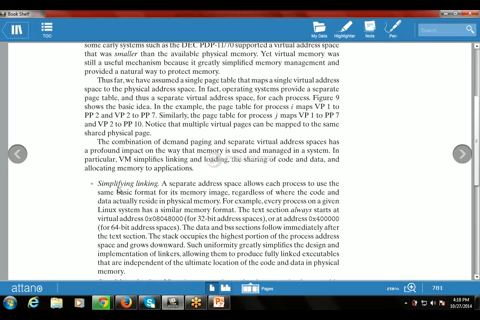 Book Shelf
TOC
My Data
Highlighter
Note
Pen
Search
some early systems such as the DEC PDP-11/70 supported a virtual address space
that was smaller than the available physical memory. Yet virtual memory was
still a useful mechanism because it greatly simplified memory management and
provided a natural way to protect memory.
Thus far, we have assumed a single page table that maps a single virtual address
space to the physical address space. In fact, operating systems provide a separate
page table, and thus a separate virtual address space, for each process. Figure 9
shows the basic idea. In the example, the page table for process i maps VP 1 to
PP 2 and VP 2 to PP 7. Similarly, the page table for process j maps VP 1 to PP 7
and VP 2 to PP 10. Notice that multiple virtual pages can be mapped to the same
shared physical page.
The combination of demand paging and separate virtual address spaces has
a profound impact on the way that memory is used and managed in a system. In
particular, VM simplifies linking and loading, the sharing of code and data, and
allocating memory to applications.
• Simplifying linking. A separate address space allows each process to use the
same basic format for its memory image, regardless of where the code and
data actually reside in physical memory. For example, every process on a given
Linux system has a similar memory format. The text section always starts at
virtual address 0x08048000 (for 32-bit address spaces), or at address 0x400000
(for 64-bit address spaces). The data and bss sections follow immediately after
the text section. The stack occupies the highest portion of the process address
space and grows downward. Such uniformity greatly simplifies the design and
implementation of linkers, allowing them to produce fully linked executables
that are independent of the ultimate location of the code and data in physical
memory.
attano
Pages
781
4:18 PM
10/27/2014